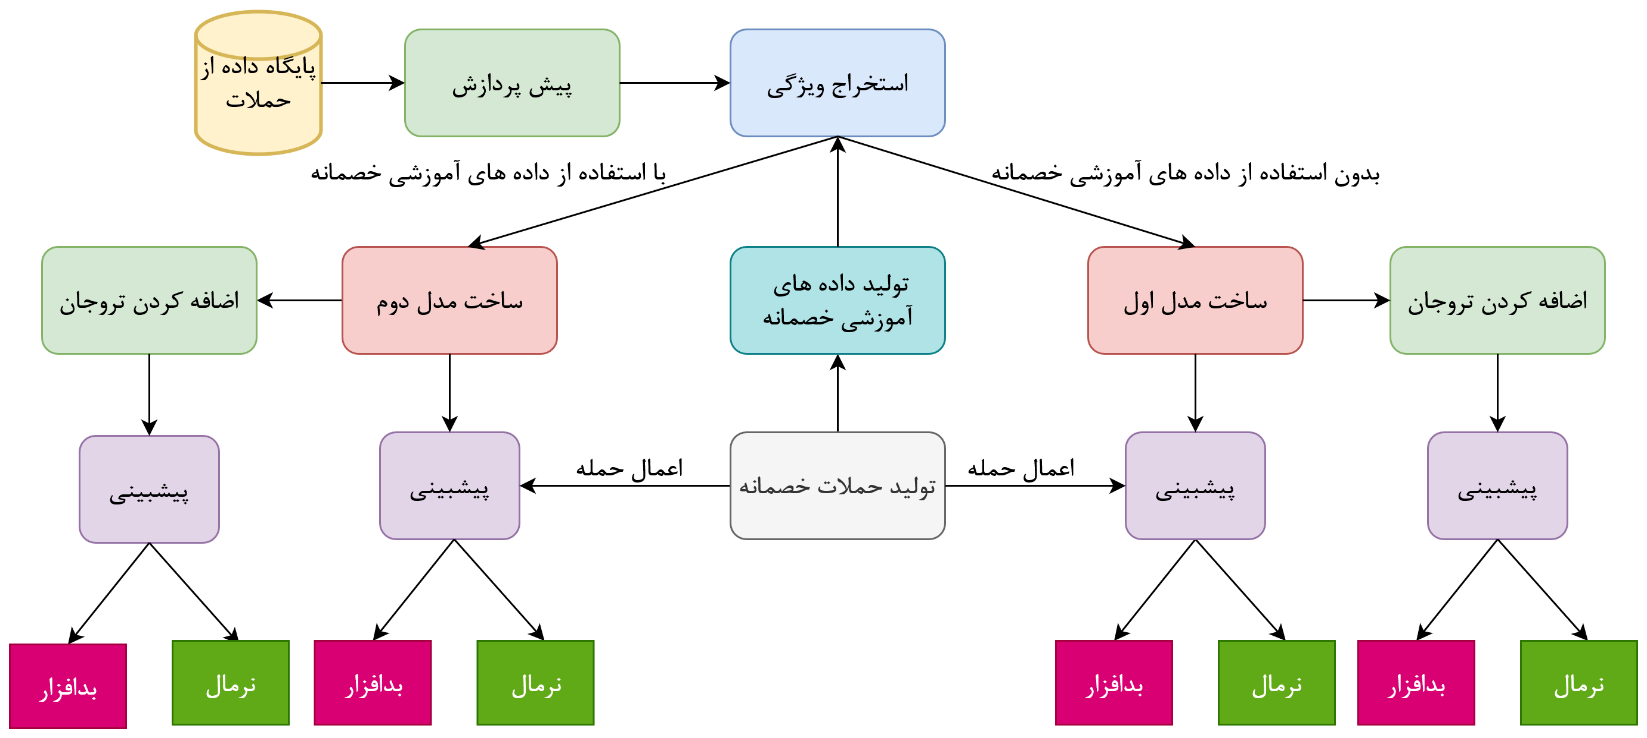 پایگاه داده از
حملات
پیش پردازش
استخراج ویژگی
با استفاده از داده های آموزشی خصمانه
بدون استفاده از داده های آموزشی خصمانه
اضافه کردن تروجان
ساخت مدل دوم
تولید داده های
آموزشی خصمانه
ساخت مدل اول
اضافه کردن تروجان
پیشبینی
پیشبینی
اعمال حمله
تولید حملات خصمانه
اعمال حمله
پیشبینی
پیشبینی
بدافزار
نرمال
بدافزار
نرمال
بدافزار
نرمال
بدافزار
نرمال